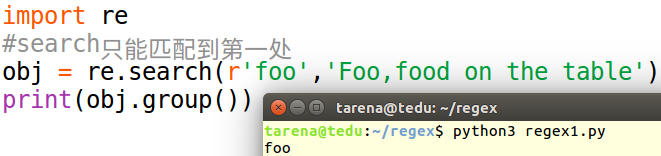 import re
#search只能匹配到第一处
obj = re.search(r'foo','Foo,food on the table')
print(obj.group())
tarena@tedu: ~/regex
tarena@tedu:~/regex$ python3 regex1.py
foo